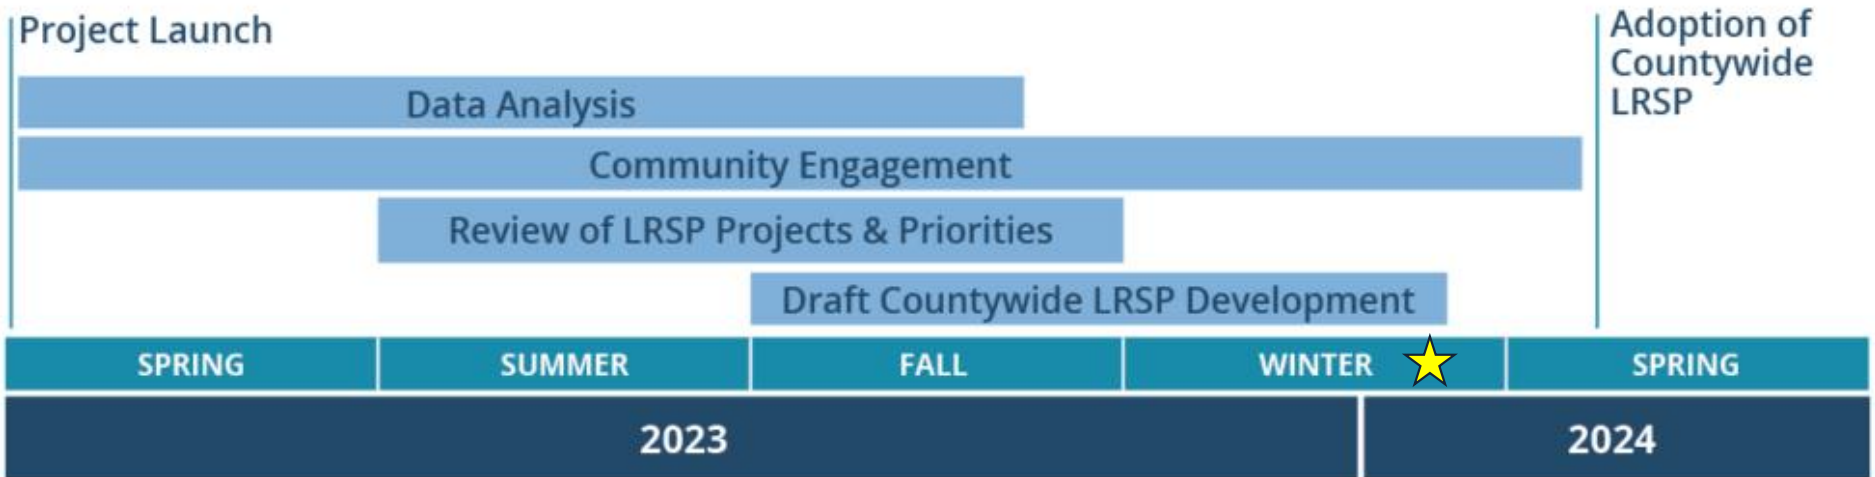 Project Launch
Adoption of
Countywide
LRSP
Data Analysis
Community Engagement
Review of LRSP Projects & Priorities
Draft Countywide LRSP Development
SPRING
SUMMER
FALL
WINTER
SPRING
2023
2024